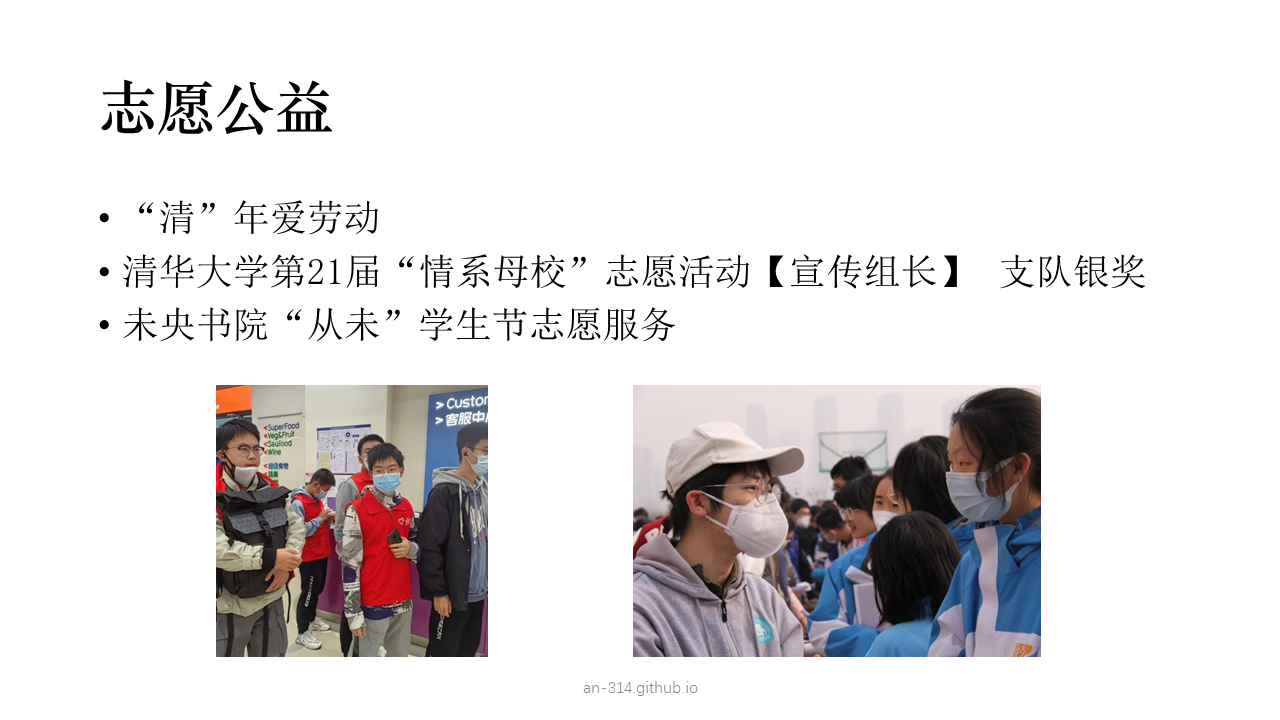 志愿公益
• “清”年爱劳动
• 清华大学第21届“情系母校”志愿活动【宣传组长】 支队银奖
• 未央书院“从未”学生节志愿服务
<SuperFood
<Veg&Fruit
<Seafood
<Wine
> Custom
> 客服中
an-314.github.io